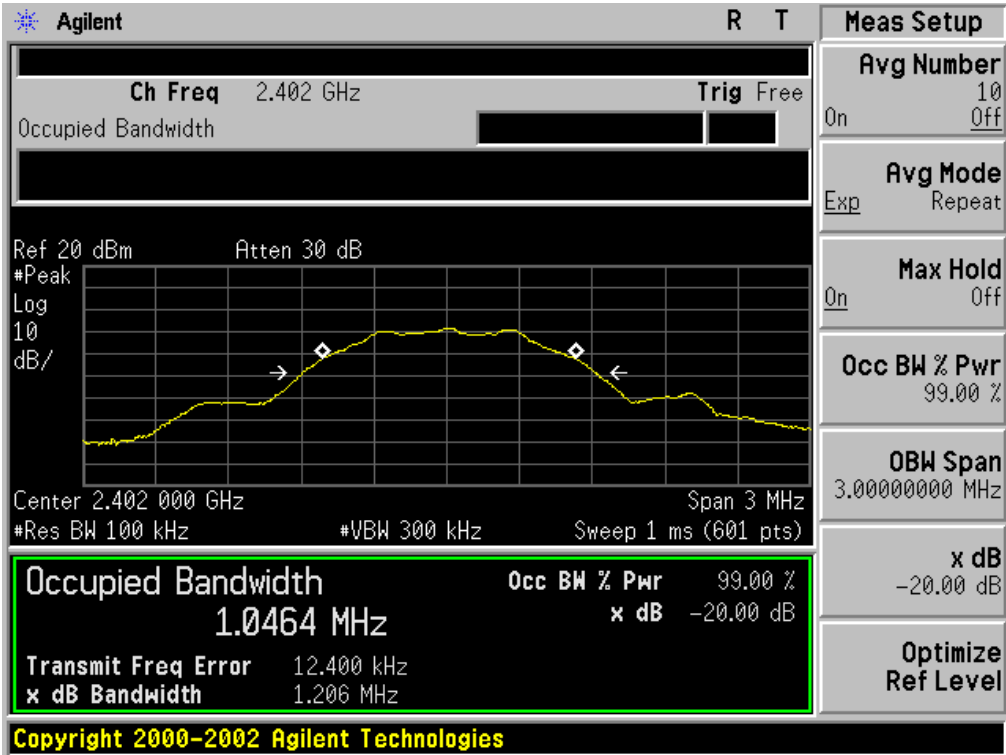 Agilent R T
Ch Freq 2.402 GHz Trig Free
Occupied Bandwidth
Ref 20 dBm Atten 30 dB
#Peak
Log
10
dB/
Center 2.402 000 GHz Span 3 MHz
#Res BW 100 kHz #VBW 300 kHz Sweep 1 ms (601 pts)
Occupied Bandwidth
1.0464 MHz
Occ BW % Pwr 99.00 %
x dB -20.00 dB
Transmit Freq Error 12.400 kHz
x dB Bandwidth 1.206 MHz
Copyright 2000-2002 Agilent Technologies
Meas Setup
Avg Number
10
On Off
Avg Mode
Exp Repeat
Max Hold
On Off
Occ BW % Pwr
99.00 %
OBW Span
3.00000000 MHz
x dB
-20.00 dB
Optimize
Ref Level